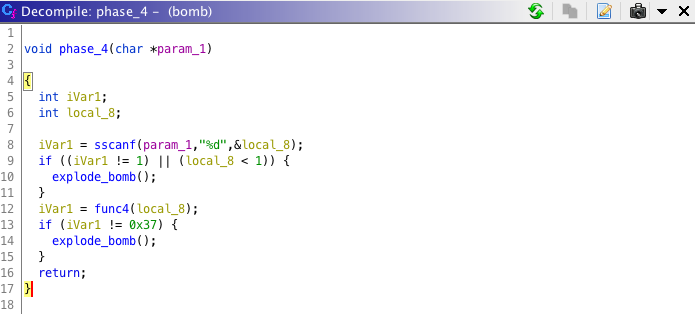 Decompile: phase_4 - (bomb)
1
2 void phase_4(char *param_1)
3
4 {
5 int iVar1;
6 int local_8;
7
8 iVar1 = sscanf(param_1,"%d",&local_8);
9 if ((iVar1 != 1) || (local_8 < 1)) {
10 explode_bomb();
11 }
12 iVar1 = func4(local_8);
13 if (iVar1 != 0x37) {
14 explode_bomb();
15 }
16 return;
17 }
18